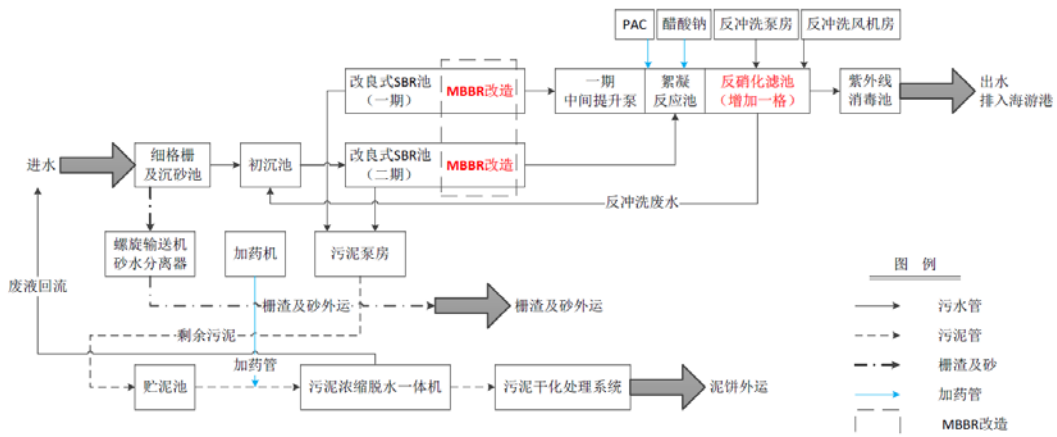 PAC
醋酸钠
反冲洗泵房
反冲洗风机房
改良式SBR池
（一期）
MBBR改造
一期
中间提升泵
絮凝
反应池
反硝化滤池
（增加一格）
紫外线
消毒池
出水
排入海游港
进水
细格栅
及沉砂池
初沉池
改良式SBR池
（二期）
MBBR改造
反冲洗废水
螺旋输送机
砂水分离器
加药机
污泥泵房
废液回流
栅渣及砂外运
栅渣及砂外运
剩余污泥
加药管
贮泥池
污泥浓缩脱水一体机
污泥干化处理系统
泥饼外运
图 例
污水管
污泥管
栅渣及砂
加药管
MBBR改造